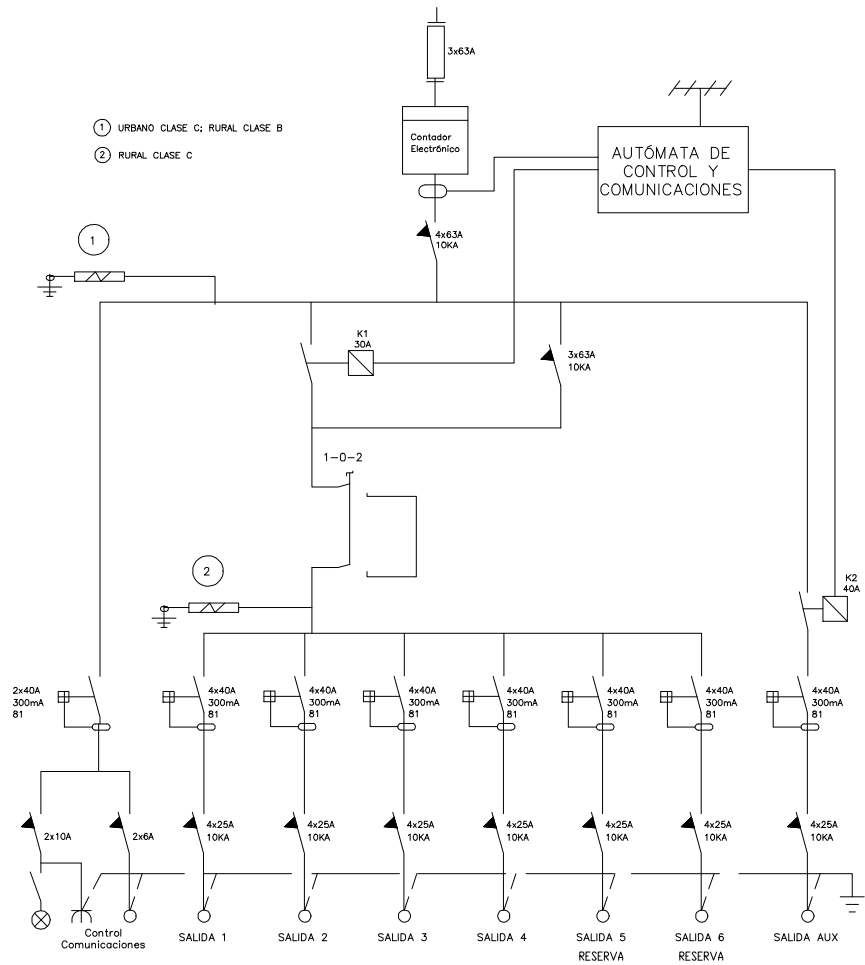 3x63A
1 URBANO CLASE C; RURAL CLASE B
2 RURAL CLASE C
Contador
Electrónico
AUTÓMATA DE
CONTROL Y
COMUNICACIONES
4x63A
10KA
1
K1
30A
3x63A
10KA
1-0-2
2
K2
40A
2x40A
300mA
81
4x40A
300mA
81
4x40A
300mA
81
4x40A
300mA
81
4x40A
300mA
81
4x40A
300mA
81
4x40A
300mA
81
4x40A
300mA
81
2x10A
2x6A
4x25A
10KA
4x25A
10KA
4x25A
10KA
4x25A
10KA
4x25A
10KA
4x25A
10KA
4x25A
10KA
Control
Comunicaciones
SALIDA 1
SALIDA 2
SALIDA 3
SALIDA 4
SALIDA 5
RESERVA
SALIDA 6
RESERVA
SALIDA AUX